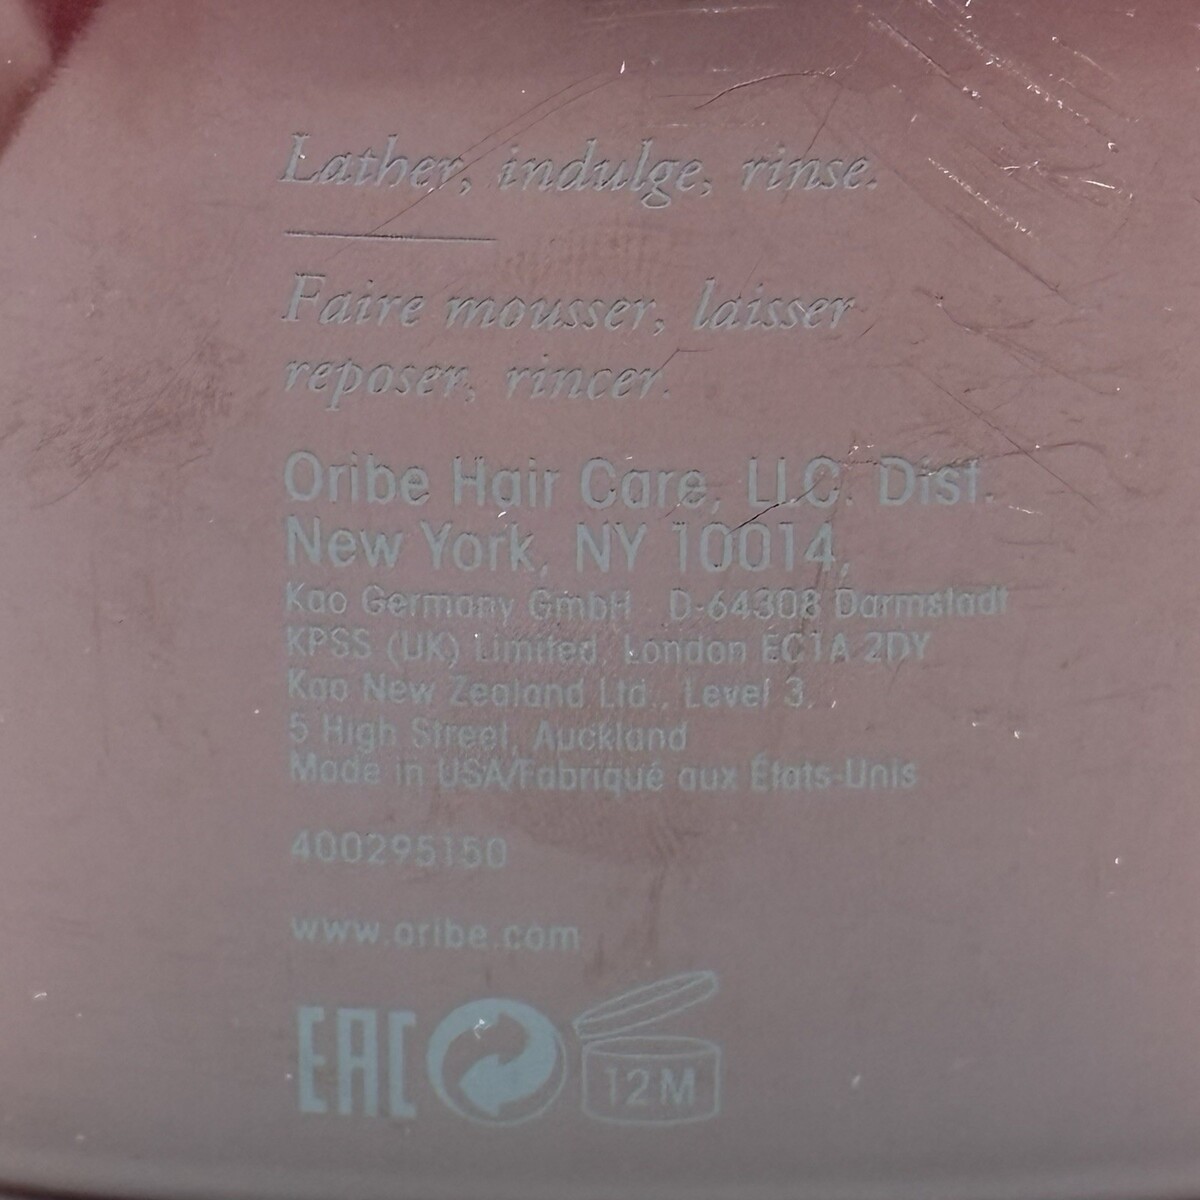 Lather, indulge, rinse.
Faire mousser, laisser
reposer, rincer.
Oribe Hair Care, LLC. Dist.
New York, NY 10014,
Kao Germany GmbH D-64308 Darmstadt
KPSS (UK) Limited, London EC1A 2DY
Kao New Zealand Ltd., Level 3,
5 High Street, Auckland
Made in USA/Fabriqué aux États-Unis
400295150
www.oribe.com
EAC 12M